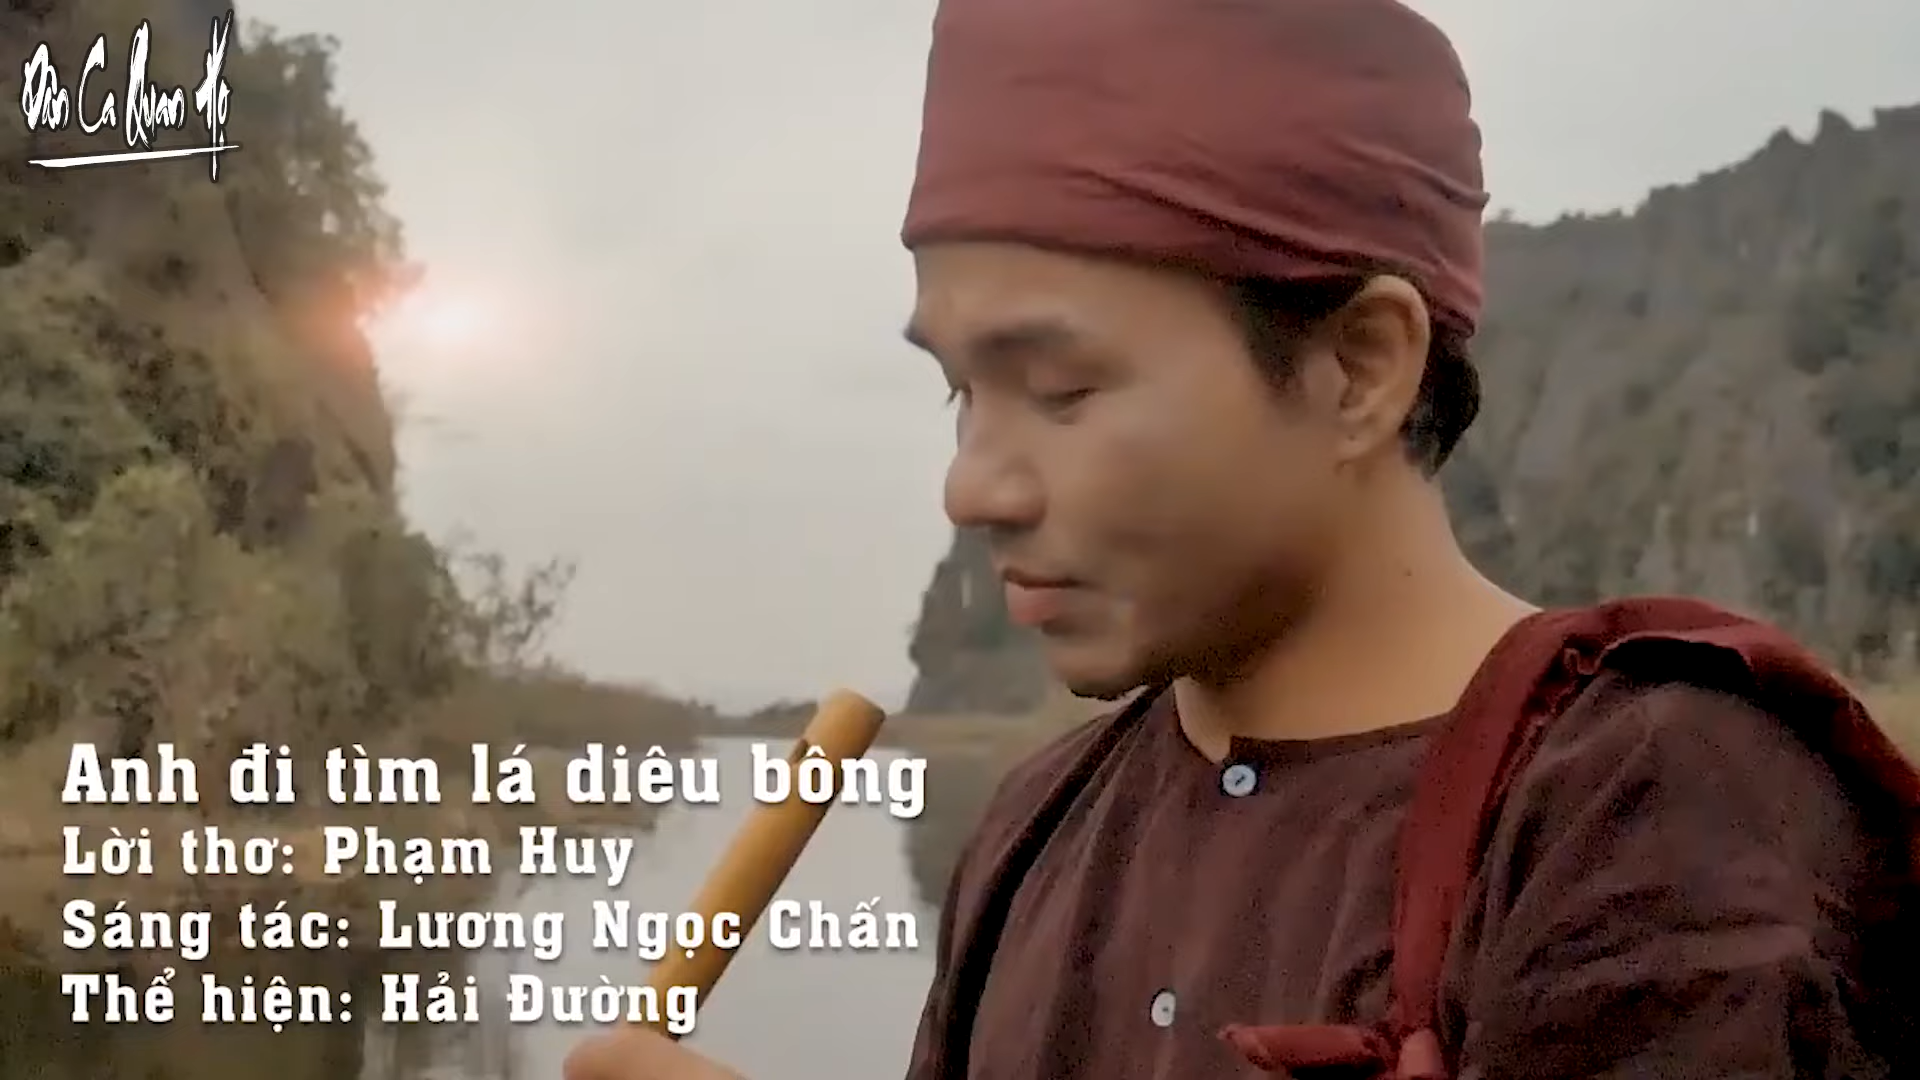 Dân Ca Quan Họ
Anh đi tìm lá diêu bông
Lời thơ: Phạm Huy
Sáng tác: Lương Ngọc Chấn
Thể hiện: Hải Đường